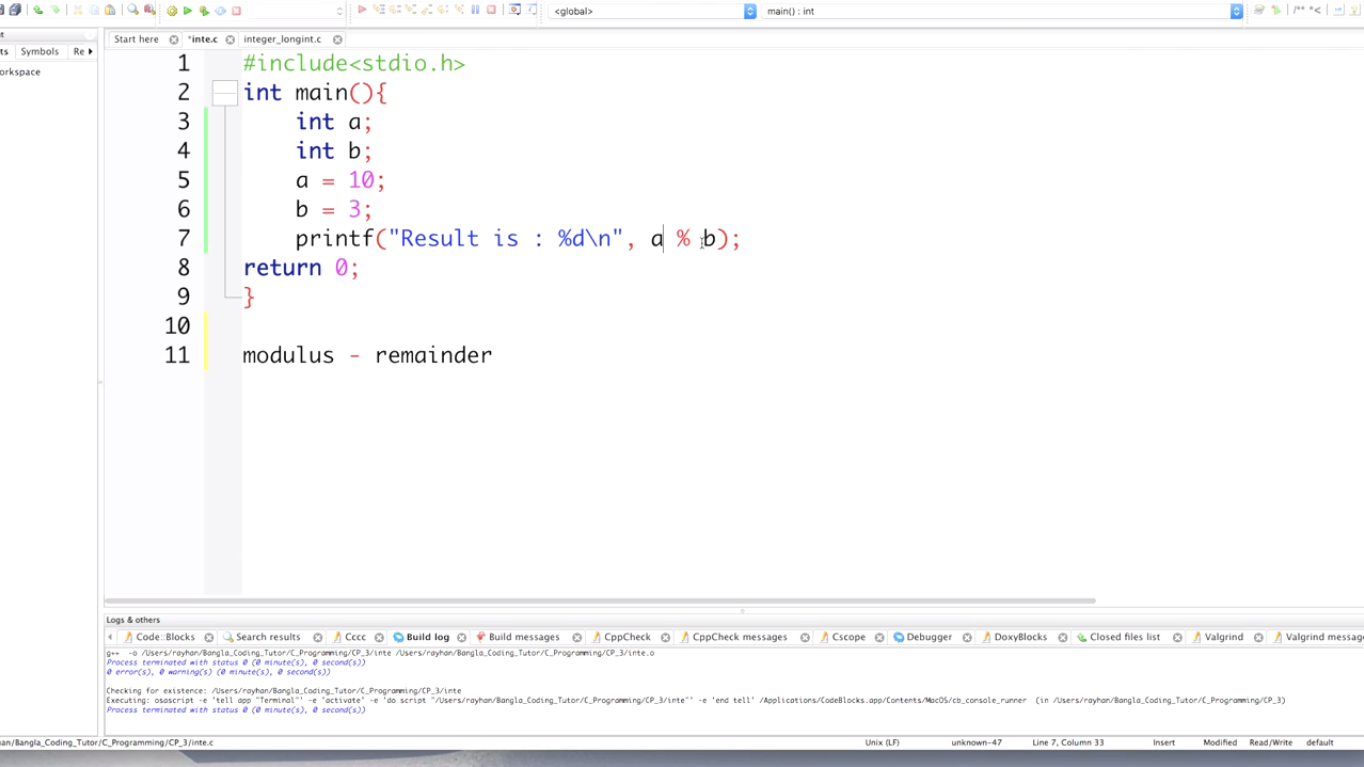 <global>
main() : int
Start here
*inte.c
integer_longint.c
Symbols
Re
1 #include<stdio.h>
2 int main(){
3 int a;
4 int b;
5 a = 10;
6 b = 3;
7 printf("Result is : %d\n", a % b);
8 return 0;
9 }
10
11 modulus - remainder
Logs & others
Code::Blocks
Search results
Cccc
Build log
Build messages
CppCheck
CppCheck messages
Cscope
Debugger
DoxyBlocks
Closed files list
Valgrind
g++ -o /Users/rayhan/Bangla_Coding_Tutor/C_Programming/CP_3/inte /Users/rayhan/Bangla_Coding_Tutor/C_Programming/CP_3/inte.o
Process terminated with status 0 (0 minute(s), 0 second(s))
0 error(s), 0 warning(s) (0 minute(s), 0 second(s))
Checking for existence: /Users/rayhan/Bangla_Coding_Tutor/C_Programming/CP_3/inte
Executing: osascript -e 'tell app "Terminal"' -e 'activate' -e 'do script "/Users/rayhan/Bangla_Coding_Tutor/C_Programming/CP_3/inte"' -e 'end tell' /Applications/CodeBlocks.app/Contents/MacOS/cb_console_runner (in /Users/rayhan/Bangla_Coding_Tutor/C_Programming/CP_3)
Process terminated with status 0 (0 minute(s), 0 second(s))
an/Bangla_Coding_Tutor/C_Programming/CP_3/inte.c
Unix (LF)
unknown-47
Line 7, Column 33
Insert
Modified
Read/Write
default